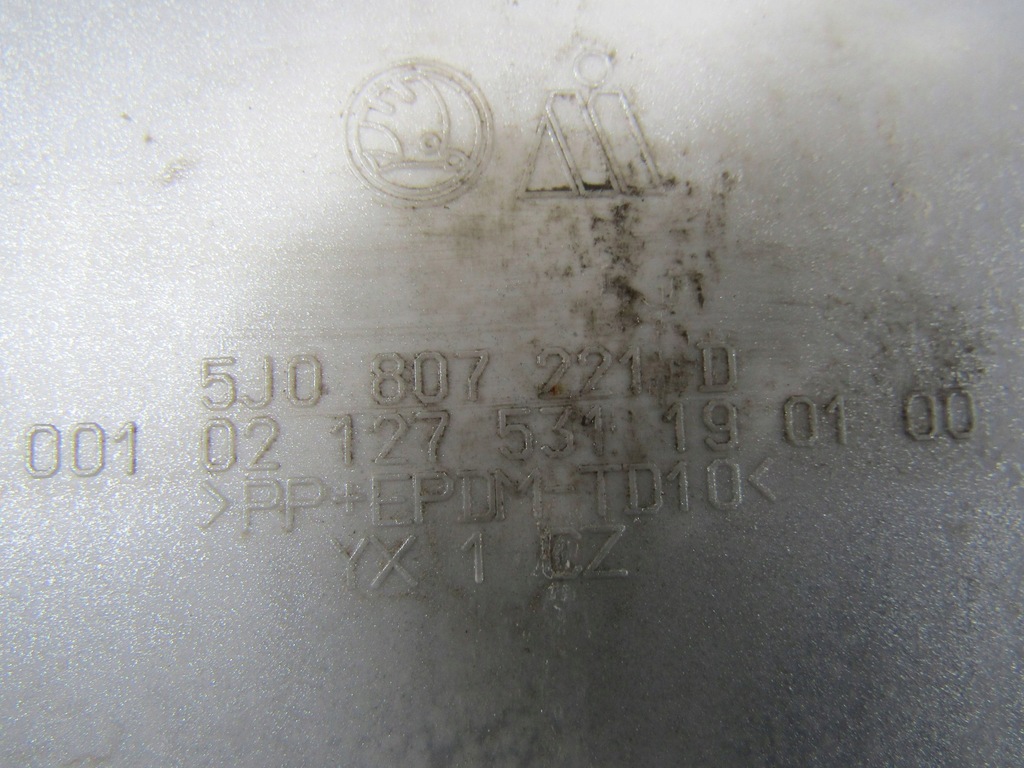 5J0 807 221 D
001 02 127 531 19 01 00
>PP+EPDM-TD10<
YX 1 CZ